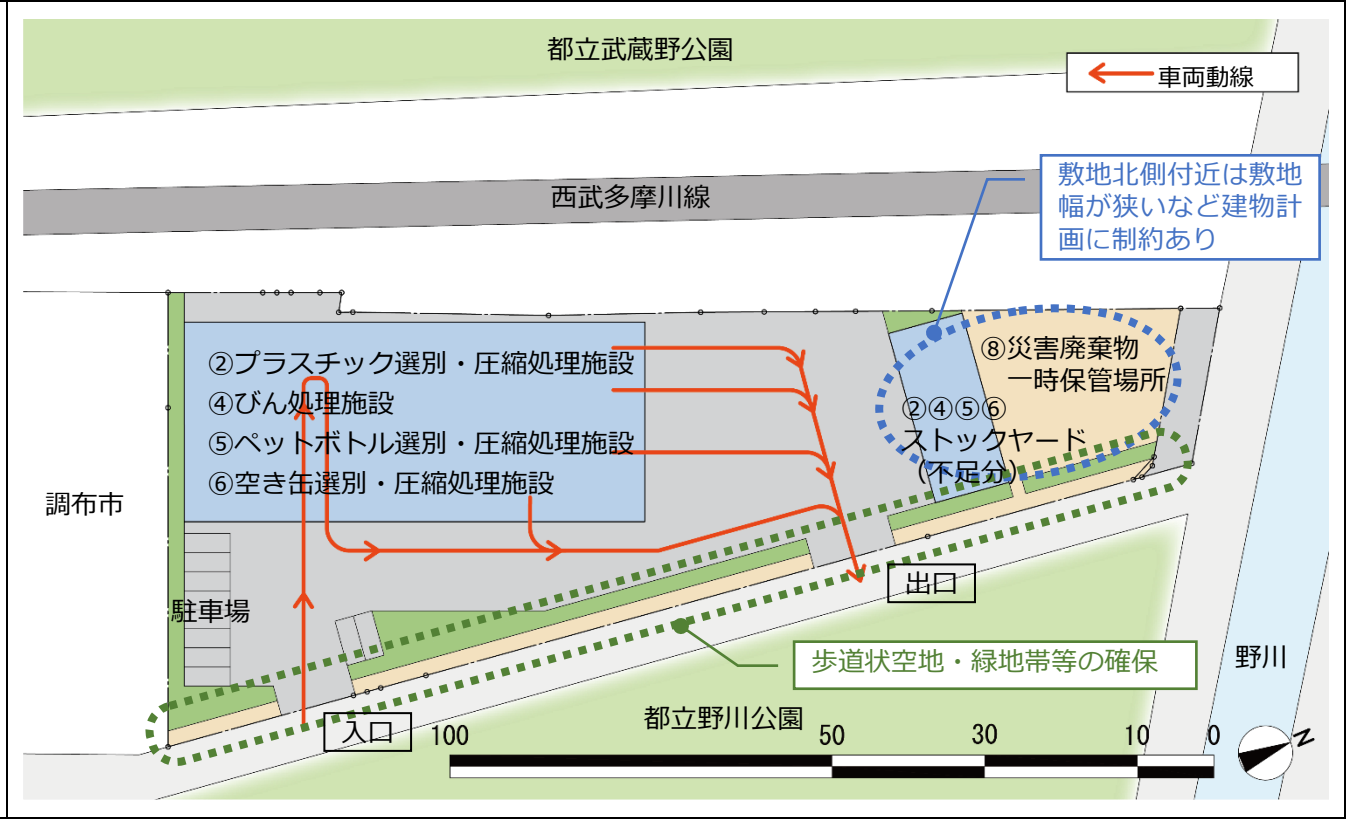 都立武蔵野公園
車両動線
西武多摩川線
敷地北側付近は敷地
幅が狭いなど建物計
画に制約あり
②プラスチック選別・圧縮処理施設
④びん処理施設
⑤ペットボトル選別・圧縮処理施設
⑥空き缶選別・圧縮処理施設
⑧災害廃棄物
一時保管場所
②④⑤⑥
ストックヤード
（不足分）
調布市
駐車場
出口
歩道状空地・緑地帯等の確保
野川
都立野川公園
入口
100 50 30 10 0
N